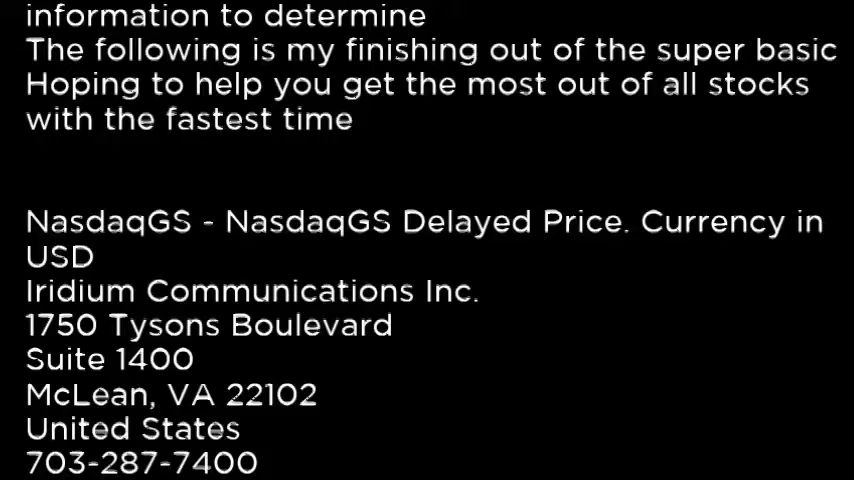 information to determine
The following is my finishing out of the super basic
Hoping to help you get the most out of all stocks
with the fastest time
NasdaqGS - NasdaqGS Delayed Price. Currency in
USD
Iridium Communications Inc.
1750 Tysons Boulevard
Suite 1400
McLean, VA 22102
United States
703-287-7400